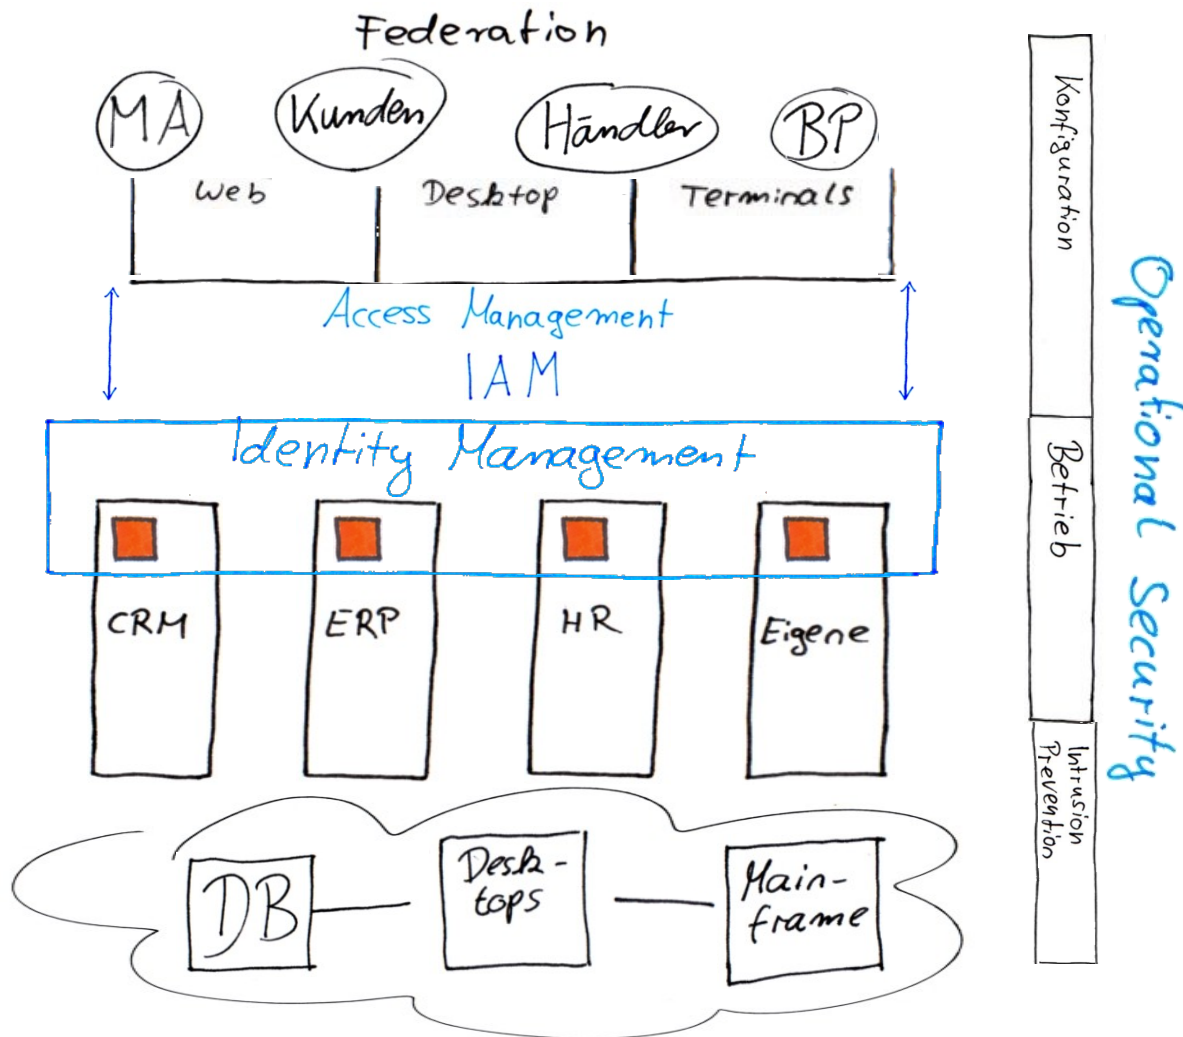 Federation
MA
Kunden
Händler
BP
Web
Desktop
Terminals
Access Management
IAM
Identity Management
CRM
ERP
HR
Eigene
DB
Desk-
tops
Main-
frame
Konfiguration
Betrieb
Intrusion
Prevention
Operational Security